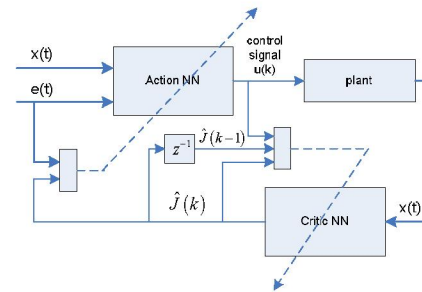 x(t)
e(t)
Action NN
control
signal
u(k)
plant
z⁻¹
Ĵ(k−1)
Ĵ(k)
Critic NN
x(t)